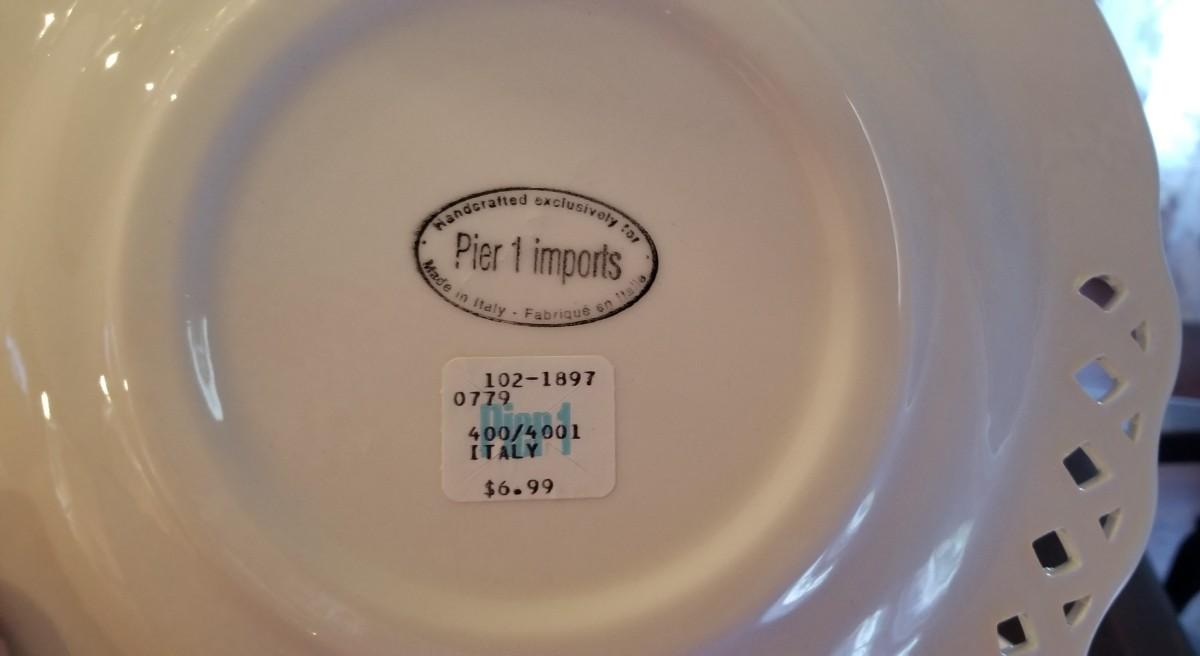 Handcrafted exclusively for
Pier 1 imports
Made in Italy - Fabriqué en Italie
102-1897
0779
Pier 1
400/4001
ITALY
$6.99